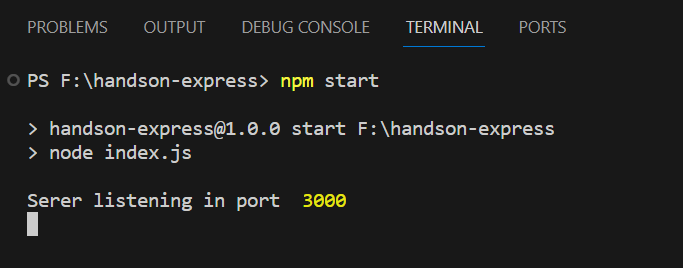 PROBLEMS OUTPUT DEBUG CONSOLE TERMINAL PORTS
PS F:\handson-express> npm start
> handson-express@1.0.0 start F:\handson-express
> node index.js
Serer listening in port  3000